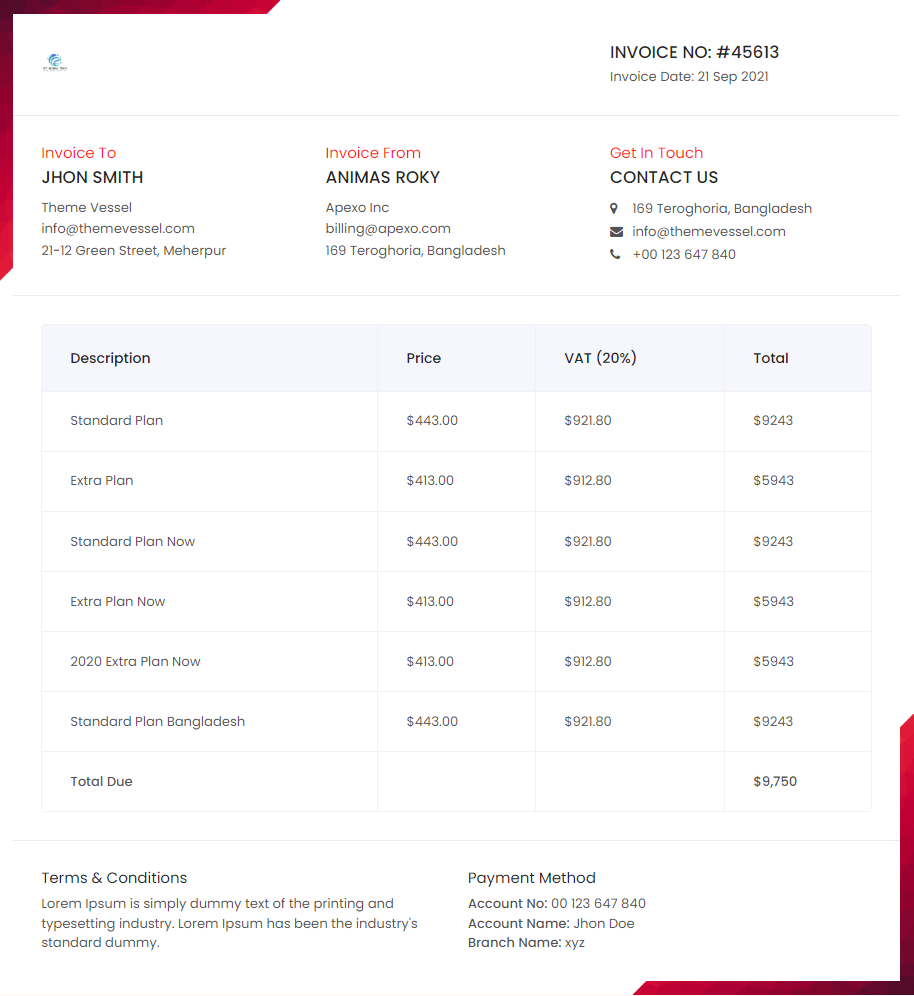 INVOICE NO: #45613
Invoice Date: 21 Sep 2021
Invoice To
JHON SMITH
Theme Vessel
info@themevessel.com
21-12 Green Street, Meherpur
Invoice From
ANIMAS ROKY
Apexo Inc
billing@apexo.com
169 Teroghoria, Bangladesh
Get In Touch
CONTACT US
169 Teroghoria, Bangladesh
info@themevessel.com
+00 123 647 840
Description Price VAT (20%) Total
Standard Plan $443.00 $921.80 $9243
Extra Plan $413.00 $912.80 $5943
Standard Plan Now $443.00 $921.80 $9243
Extra Plan Now $413.00 $912.80 $5943
2020 Extra Plan Now $413.00 $912.80 $5943
Standard Plan Bangladesh $443.00 $921.80 $9243
Total Due $9,750
Terms & Conditions
Lorem Ipsum is simply dummy text of the printing and
typesetting industry. Lorem Ipsum has been the industry's
standard dummy.
Payment Method
Account No: 00 123 647 840
Account Name: Jhon Doe
Branch Name: xyz